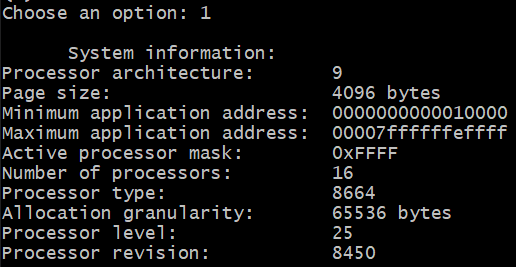 Choose an option: 1
System information:
Processor architecture: 9
Page size: 4096 bytes
Minimum application address: 0000000000010000
Maximum application address: 00007ffffffeffff
Active processor mask: 0xFFFF
Number of processors: 16
Processor type: 8664
Allocation granularity: 65536 bytes
Processor level: 25
Processor revision: 8450